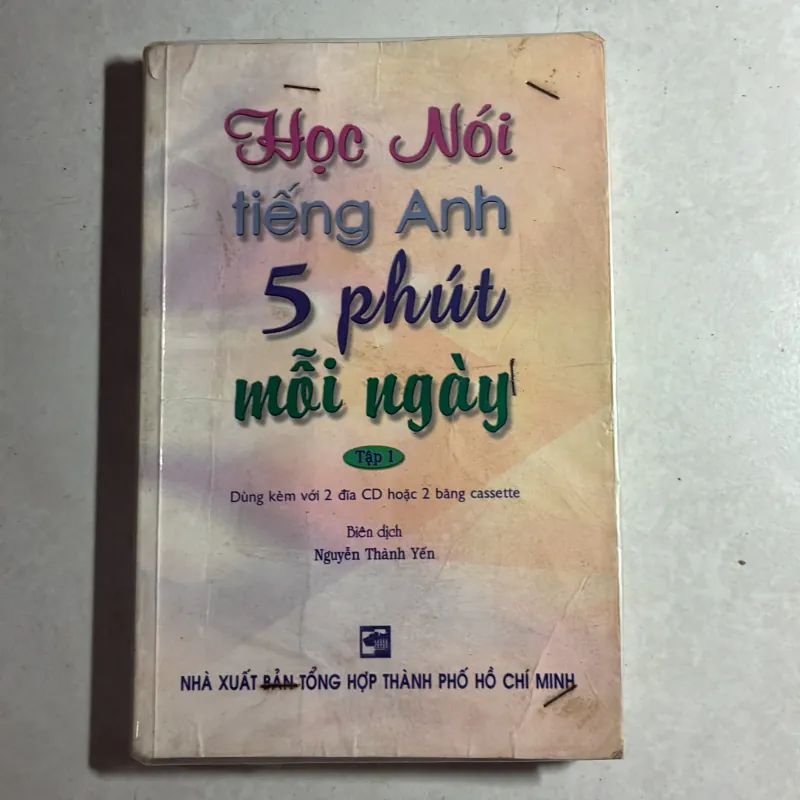 Học Nói
tiếng Anh
5 phút
mỗi ngày
Tập 1
Dùng kèm với 2 đĩa CD hoặc 2 băng cassette
Biên dịch
Nguyễn Thành Yến
NHÀ XUẤT BẢN TỔNG HỢP THÀNH PHỐ HỒ CHÍ MINH